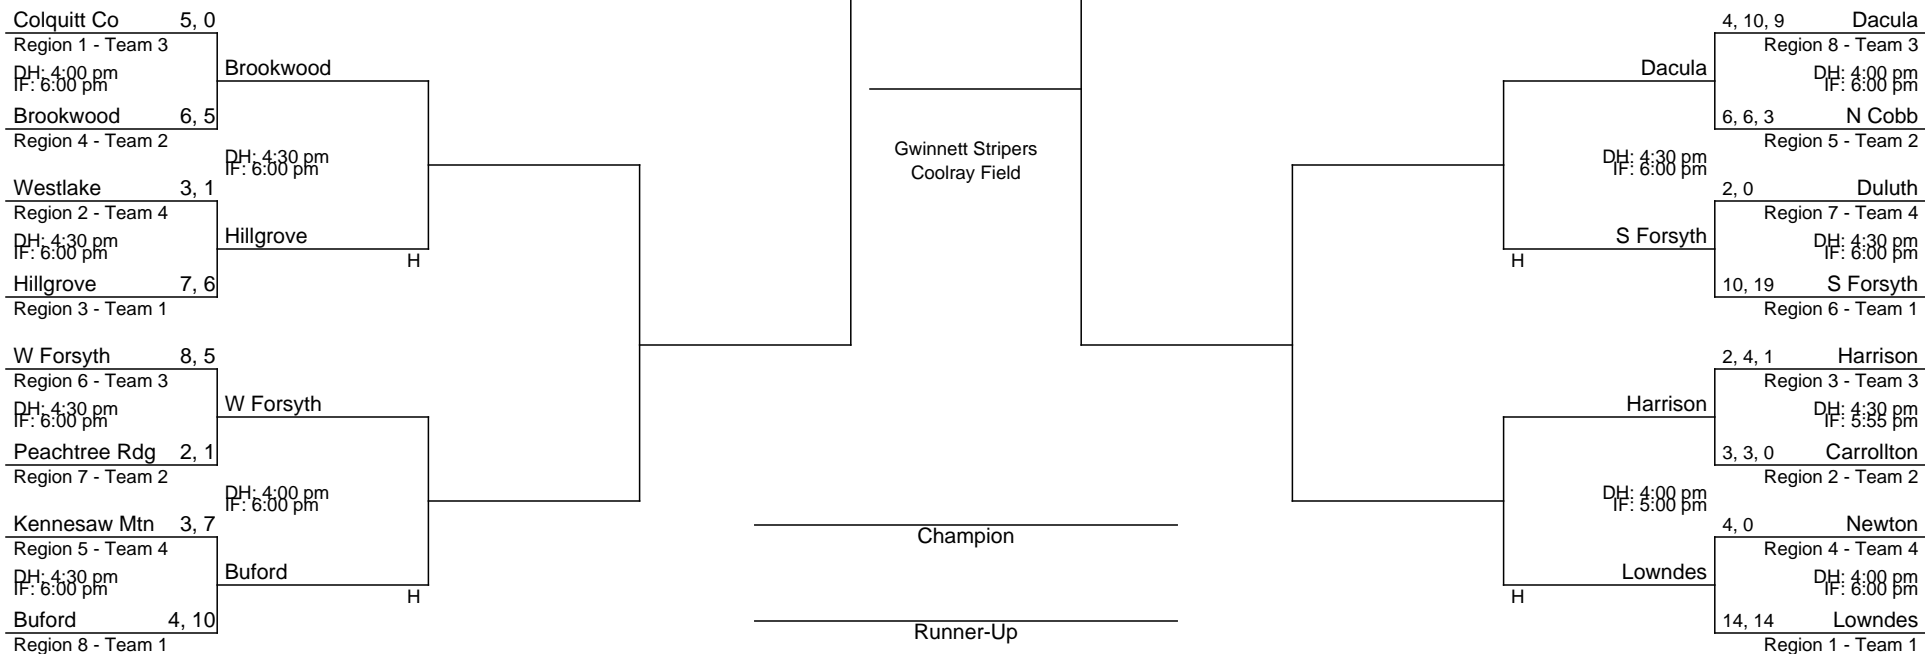 Colquitt Co 5, 0
Region 1 - Team 3
DH: 4:00 pm
IF: 6:00 pm
Brookwood 6, 5
Region 4 - Team 2
Westlake 3, 1
Region 2 - Team 4
DH: 4:30 pm
IF: 6:00 pm
Hillgrove 7, 6
Region 3 - Team 1
W Forsyth 8, 5
Region 6 - Team 3
DH: 4:30 pm
IF: 6:00 pm
Peachtree Rdg 2, 1
Region 7 - Team 2
Kennesaw Mtn 3, 7
Region 5 - Team 4
DH: 4:30 pm
IF: 6:00 pm
Buford 4, 10
Region 8 - Team 1
Brookwood
DH: 4:30 pm
IF: 6:00 pm
Hillgrove
H
W Forsyth
DH: 4:00 pm
IF: 6:00 pm
Buford
H
Gwinnett Stripers
Coolray Field
Champion
Runner-Up
Dacula
DH: 4:30 pm
IF: 6:00 pm
S Forsyth
H
Harrison
DH: 4:00 pm
IF: 5:00 pm
Lowndes
H
4, 10, 9 Dacula
Region 8 - Team 3
DH: 4:00 pm
IF: 6:00 pm
6, 6, 3 N Cobb
Region 5 - Team 2
2, 0 Duluth
Region 7 - Team 4
DH: 4:30 pm
IF: 6:00 pm
10, 19 S Forsyth
Region 6 - Team 1
2, 4, 1 Harrison
Region 3 - Team 3
DH: 4:30 pm
IF: 5:55 pm
3, 3, 0 Carrollton
Region 2 - Team 2
4, 0 Newton
Region 4 - Team 4
DH: 4:00 pm
IF: 6:00 pm
14, 14 Lowndes
Region 1 - Team 1